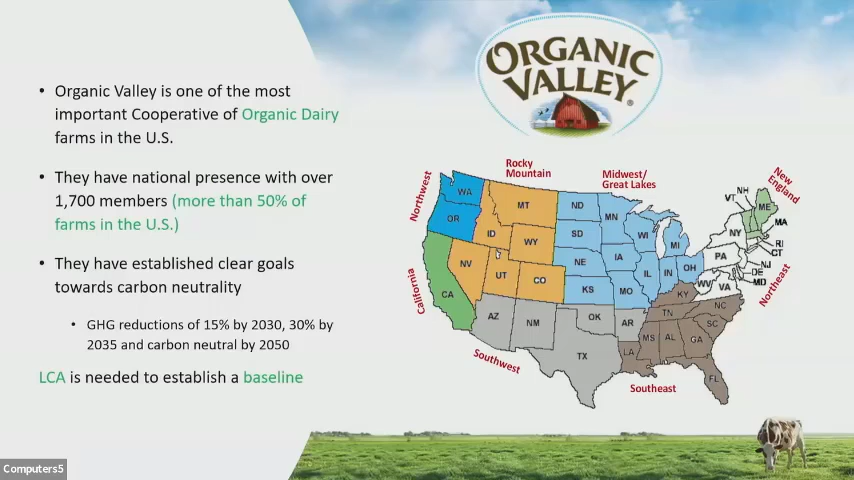 • Organic Valley is one of the most
important Cooperative of Organic Dairy
farms in the U.S.
• They have national presence with over
1,700 members (more than 50% of
farms in the U.S.)
• They have established clear goals
towards carbon neutrality
• GHG reductions of 15% by 2030, 30% by
2035 and carbon neutral by 2050
LCA is needed to establish a baseline
ORGANIC
VALLEY®
Northwest
Rocky
Mountain
Midwest/
Great Lakes
New
England
California
Southwest
Southeast
Northeast
WA
OR
CA
MT
ID
WY
NV
UT
CO
AZ
NM
TX
OK
AR
ND
SD
NE
KS
MN
IA
MO
WI
IL
MI
IN
OH
KY
TN
NC
SC
MS
AL
GA
LA
FL
VT
NH
ME
MA
RI
CT
NY
PA
NJ
DE
MD
WV
VA
Computers5